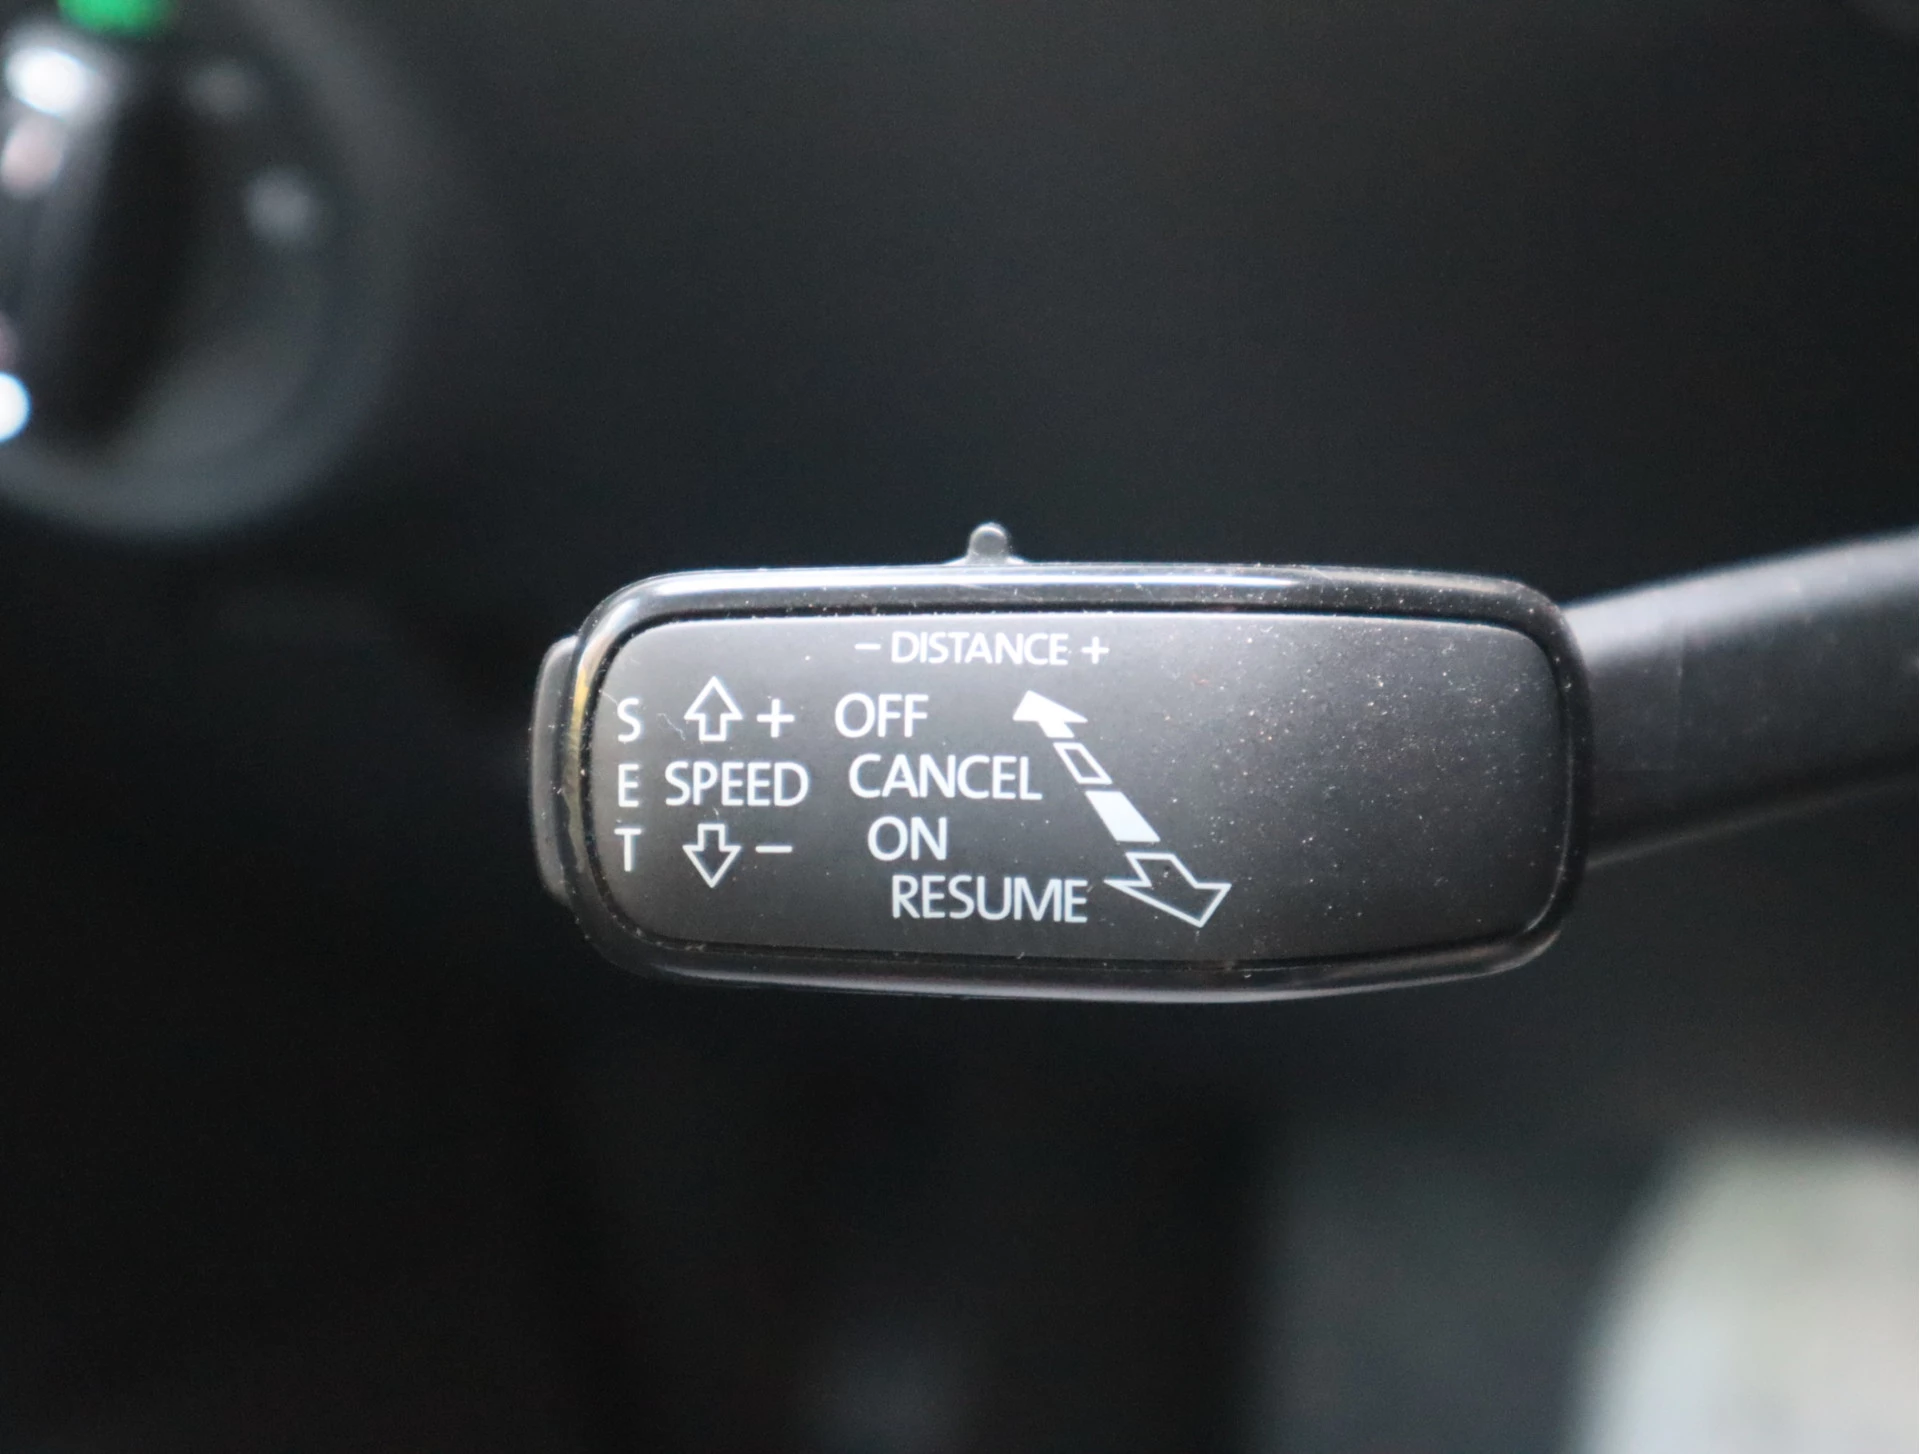 - DISTANCE +
S + OFF
E SPEED CANCEL
T - ON
RESUME